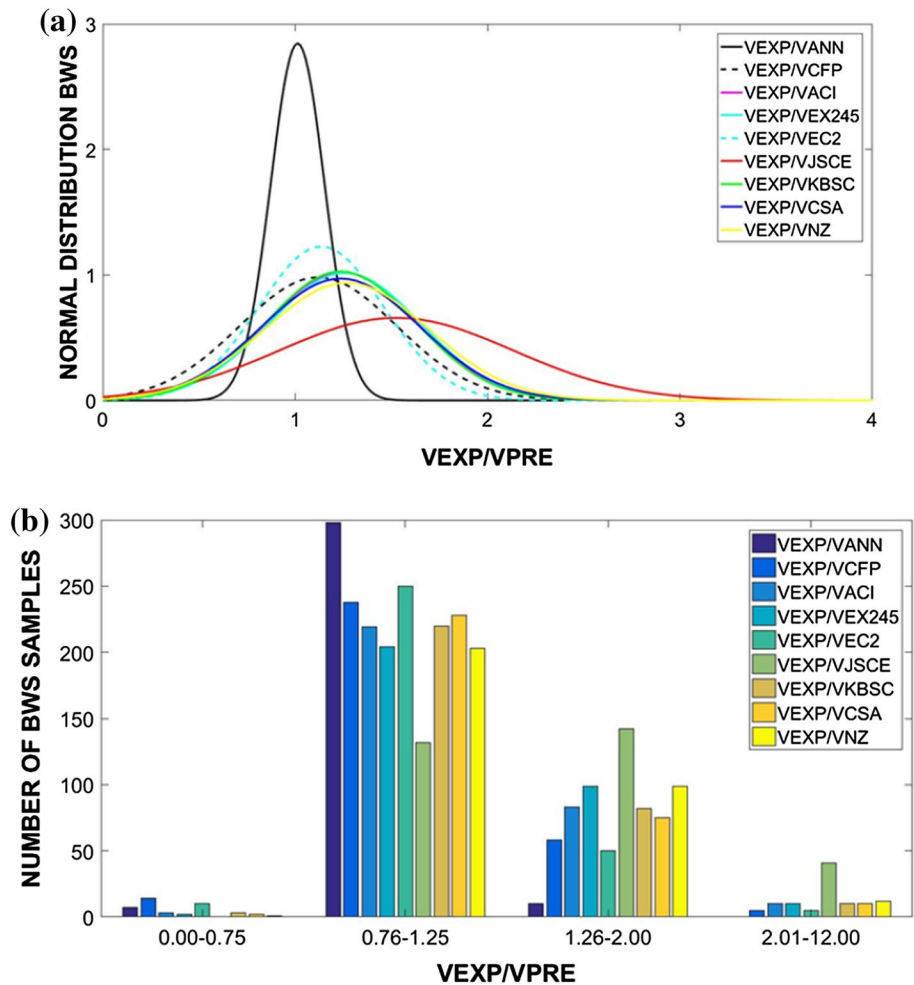 (a)
3
2
1
0
NORMAL DISTRIBUTION BWS
VEXP/VANN
VEXP/VCFP
VEXP/VACI
VEXP/VEX245
VEXP/VEC2
VEXP/VJSCE
VEXP/VKBSC
VEXP/VCSA
VEXP/VNZ
0 1 2 3 4
VEXP/VPRE
(b)
300
250
200
150
100
50
0
NUMBER OF BWS SAMPLES
VEXP/VANN
VEXP/VCFP
VEXP/VACI
VEXP/VEX245
VEXP/VEC2
VEXP/VJSCE
VEXP/VKBSC
VEXP/VCSA
VEXP/VNZ
0.00-0.75 0.76-1.25 1.26-2.00 2.01-12.00
VEXP/VPRE